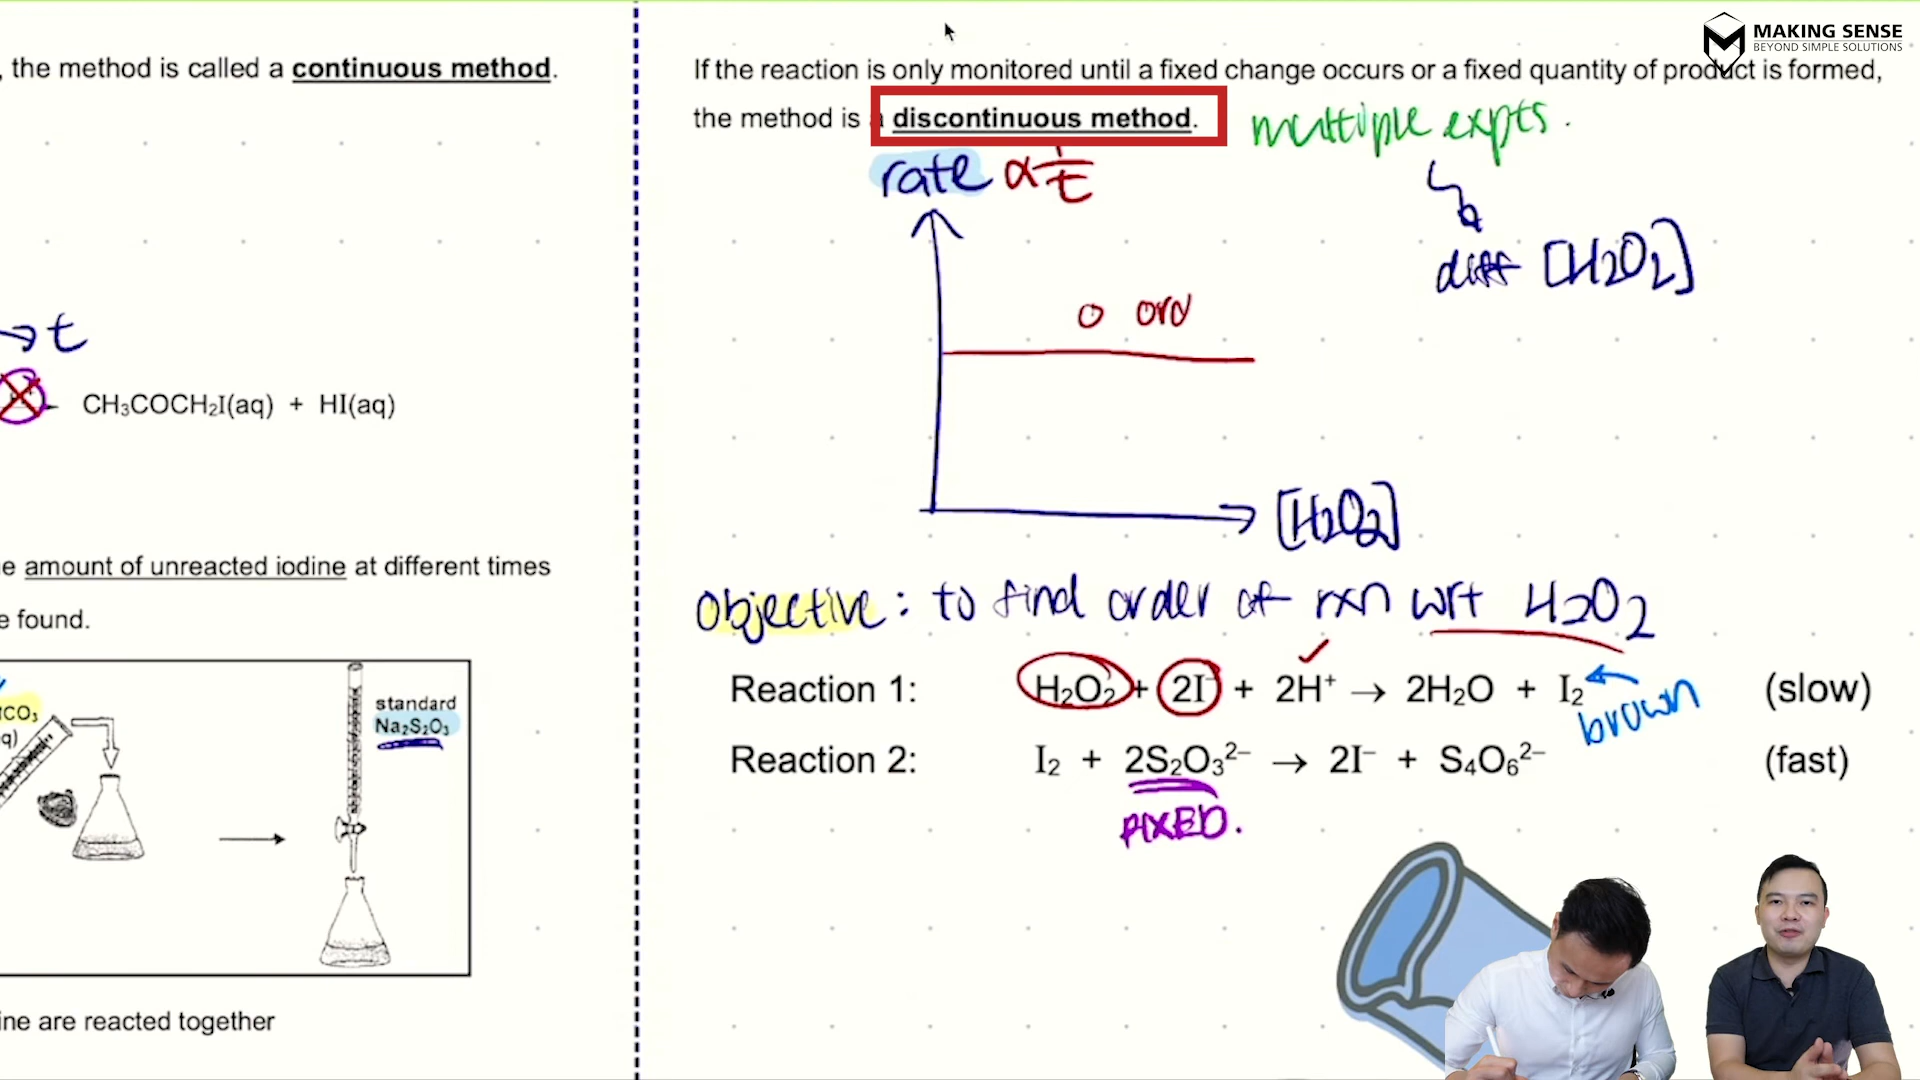 MAKING SENSE
BEYOND SIMPLE SOLUTIONS
, the method is called a continuous method.
→ t
CH₃COCH₂I(aq) + HI(aq)
e amount of unreacted iodine at different times
e found.
CO₃
q)
standard
Na₂S₂O₃
ine are reacted together
If the reaction is only monitored until a fixed change occurs or a fixed quantity of product is formed,
the method is a discontinuous method.
multiple expts.
rate ∝ 1/t
diff [H₂O₂]
0 ord
[H₂O₂]
Objective: to find order of rxn wrt H₂O₂
Reaction 1: H₂O₂ + 2I⁻ + 2H⁺ → 2H₂O + I₂ (slow)
brown
Reaction 2: I₂ + 2S₂O₃²⁻ → 2I⁻ + S₄O₆²⁻ (fast)
FIXED.